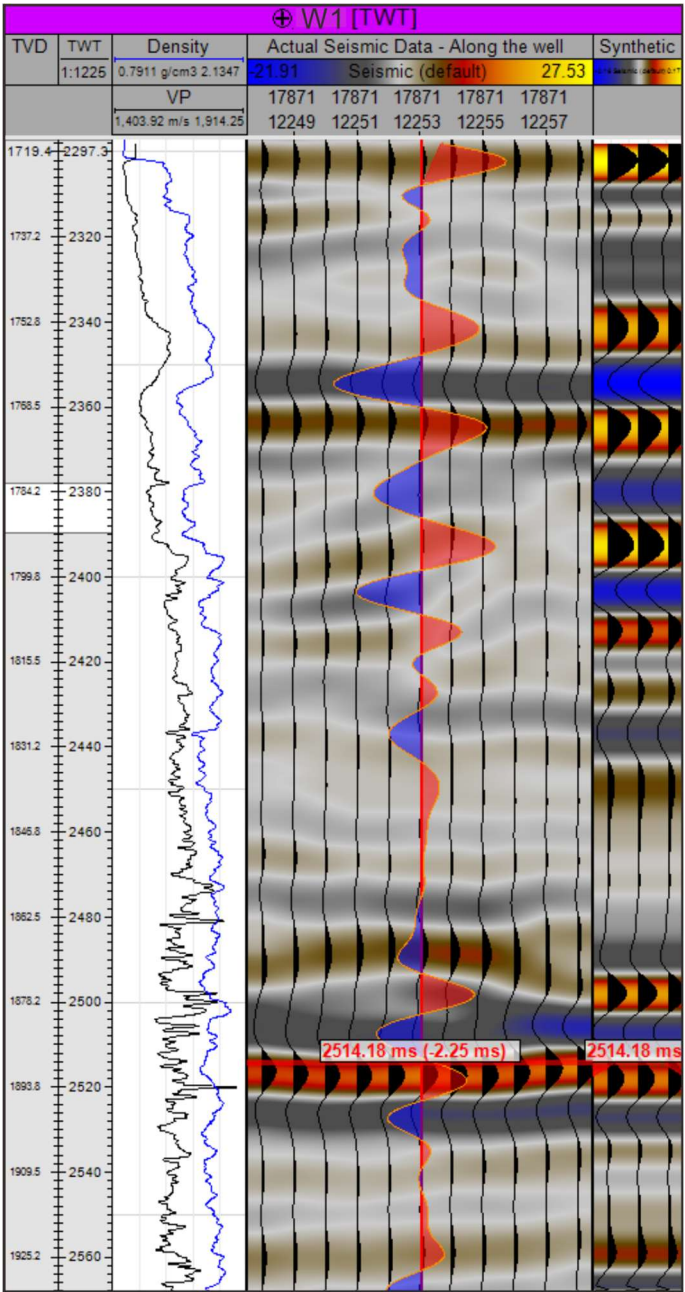 W1 [TWT]
TVD TWT Density Actual Seismic Data - Along the well Synthetic
1:1225 0.7911 g/cm3 2.1347 -21.91 Seismic (default) 27.53
VP 17871 17871 17871 17871 17871
1,403.92 m/s 1,914.25 12249 12251 12253 12255 12257
1719.4 2297.3
1737.2 2320
1752.8 2340
1768.5 2360
1784.2 2380
1799.8 2400
1815.5 2420
1831.2 2440
1846.8 2460
1862.5 2480
1878.2 2500
2514.18 ms (-2.25 ms) 2514.18 ms
1893.8 2520
1909.5 2540
1925.2 2560